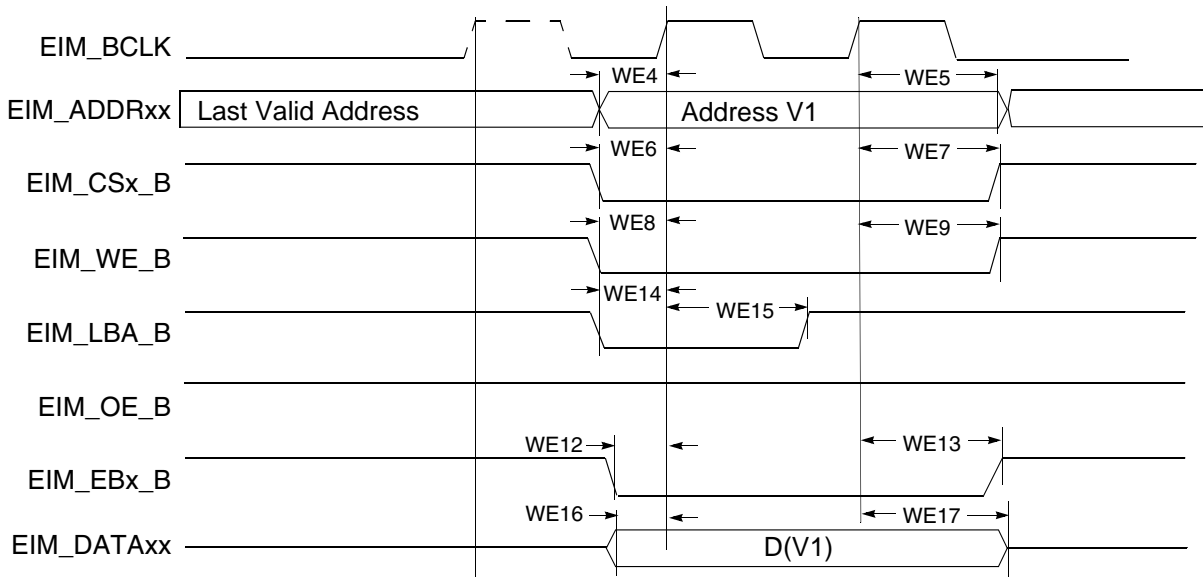 EIM_BCLK
WE4
WE5
EIM_ADDRxx
Last Valid Address
Address V1
WE6
WE7
EIM_CSx_B
WE8
WE9
EIM_WE_B
WE14
WE15
EIM_LBA_B
EIM_OE_B
WE12
WE13
EIM_EBx_B
WE16
WE17
EIM_DATAxx
D(V1)